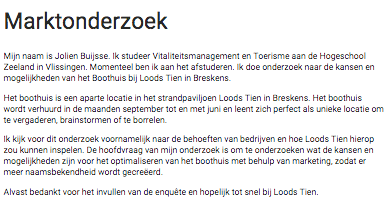 Marktonderzoek
Mijn naam is Jolien Buijsse. Ik studeer Vitaliteitsmanagement en Toerisme aan de Hogeschool
Zeeland in Vlissingen. Momenteel ben ik aan het afstuderen. Ik doe onderzoek naar de kansen en
mogelijkheden van het Boothuis bij Loods Tien in Breskens.
Het boothuis is een aparte locatie in het strandpaviljoen Loods Tien in Breskens. Het boothuis
wordt verhuurd in de maanden september tot en met juni en leent zich perfect als unieke locatie om
te vergaderen, brainstormen of te borrelen.
Ik kijk voor dit onderzoek voornamelijk naar de behoeften van bedrijven en hoe Loods Tien hierop
zou kunnen inspelen. De hoofdvraag van mijn onderzoek is om te onderzoeken wat de kansen en
mogelijkheden zijn voor het optimaliseren van het boothuis met behulp van marketing, zodat er
meer naamsbekendheid wordt gecreëerd.
Alvast bedankt voor het invullen van de enquête en hopelijk tot snel bij Loods Tien.